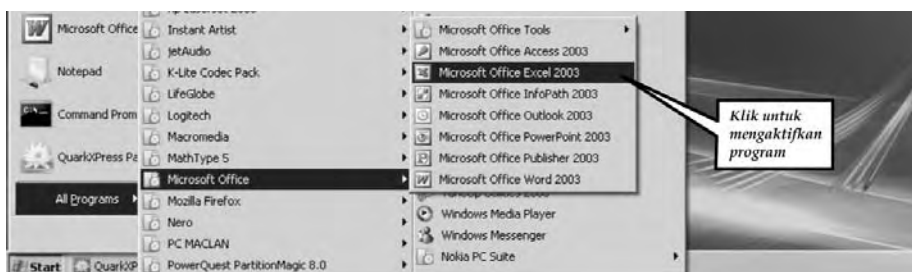 Microsoft Office
Notepad
Command Prom
QuarkXPress Pa
All Programs
Start
QuarkXP
Instant Artist
jetAudio
K-Lite Codec Pack
LifeGlobe
Logitech
Macromedia
MathType 5
Microsoft Office
Mozilla Firefox
Nero
PC MACLAN
PowerQuest PartitionMagic 8.0
Microsoft Office Tools
Microsoft Office Access 2003
Microsoft Office Excel 2003
Microsoft Office InfoPath 2003
Microsoft Office Outlook 2003
Microsoft Office PowerPoint 2003
Microsoft Office Publisher 2003
Microsoft Office Word 2003
Windows Media Player
Windows Messenger
Nokia PC Suite
Klik untuk
mengaktifkan
program